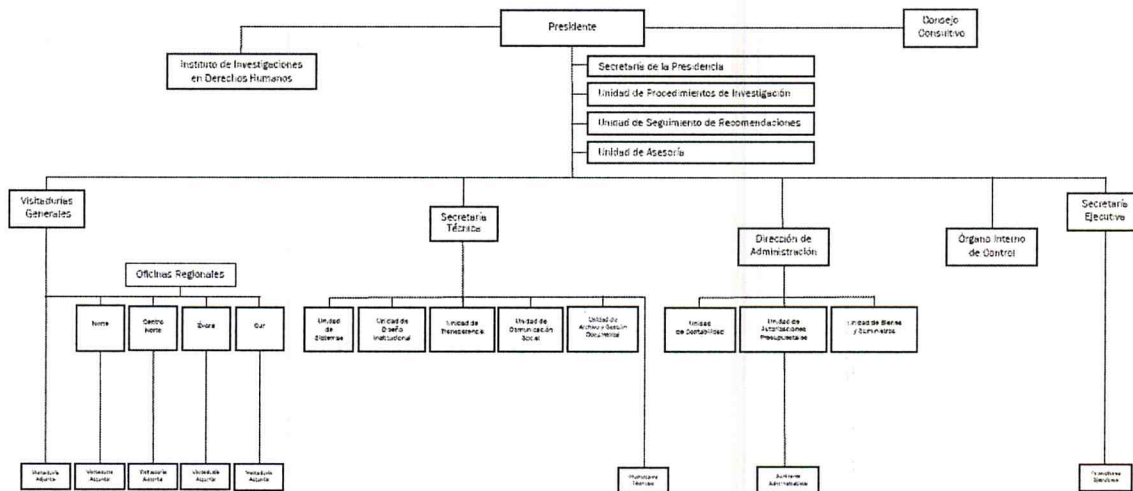 Presidente
Consejo
Consultivo
Instituto de Investigaciones
en Derechos Humanos
Secretaría de la Presidencia
Unidad de Procedimientos de Investigación
Unidad de Seguimiento de Recomendaciones
Unidad de Asesoría
Visitadurías
Generales
Secretaría
Técnica
Dirección de
Administración
Órgano Interno
de Control
Secretaría
Ejecutiva
Oficinas Regionales
Norte
Centro
Norte
Évora
Sur
Unidad
de
Sistemas
Unidad de
Diseño
Institucional
Unidad de
Transparencia
Unidad de
Comunicación
Social
Unidad de
Archivo y Gestión
Documental
Unidad
de Contabilidad
Unidad de
Autorizaciones
Presupuestales
Unidad de Bienes
y Suministros
Visitaduría
Adjunta
Visitaduría
Adjunta
Visitaduría
Adjunta
Visitaduría
Adjunta
Visitaduría
Adjunta
Técnicos
Administrativo
Ejecutivos